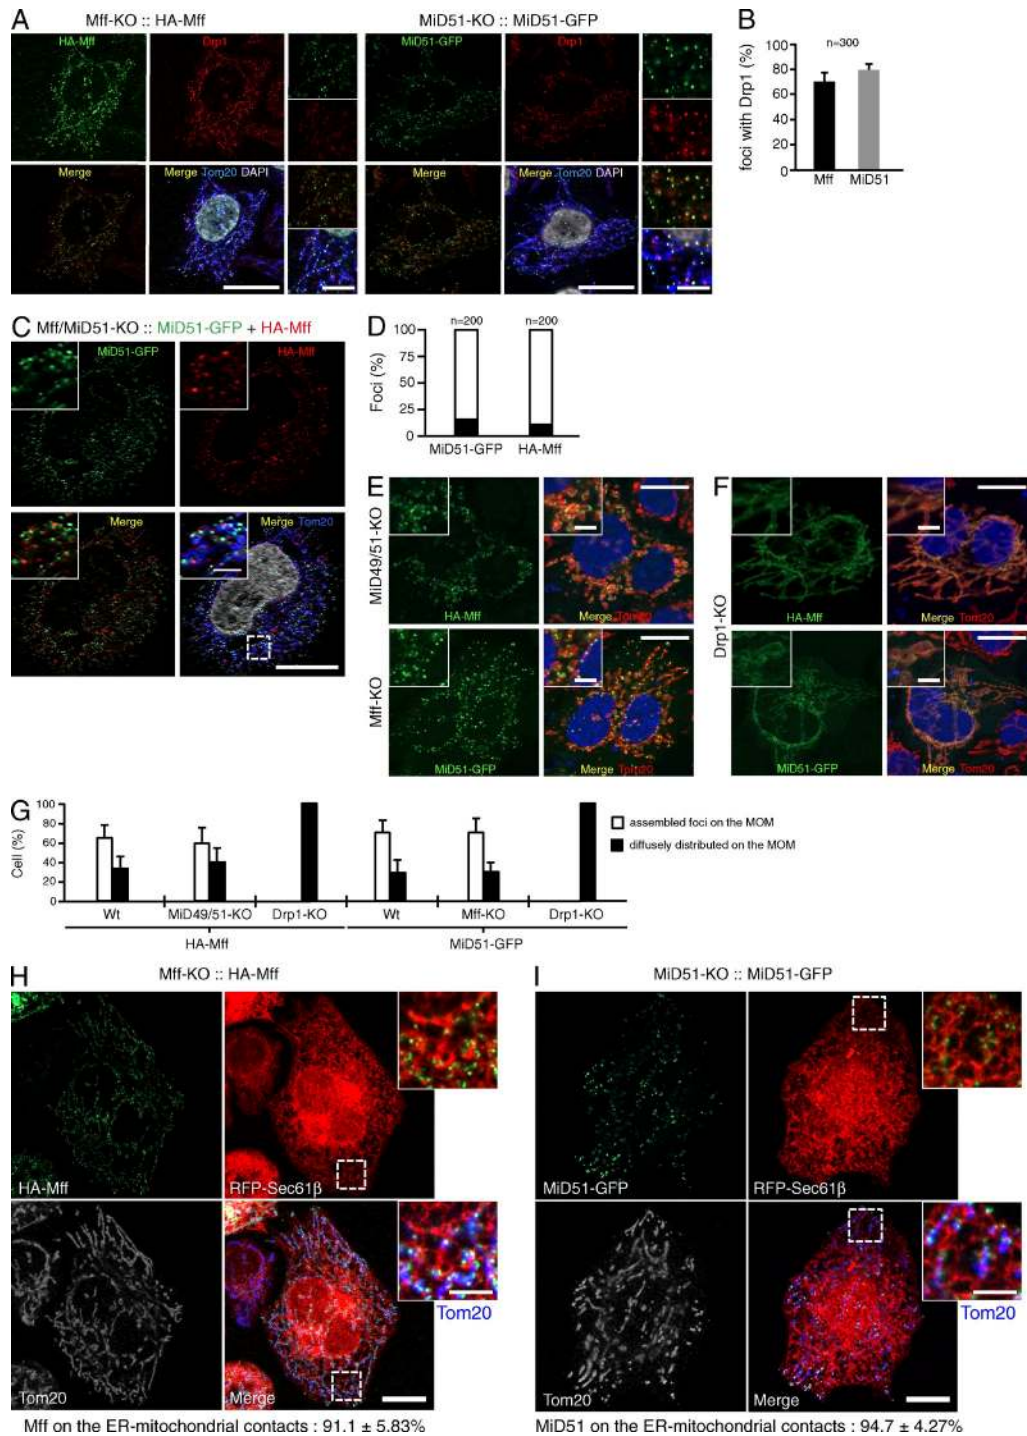 A
Mff-KO :: HA-Mff
MiD51-KO :: MiD51-GFP
HA-Mff
Drp1
MiD51-GFP
Drp1
Merge
Merge Tom20 DAPI
Merge
Merge Tom20 DAPI
B
n=300
foci with Drp1 (%)
100
80
60
40
20
0
Mff
MiD51
C
Mff/MiD51-KO :: MiD51-GFP + HA-Mff
MiD51-GFP
HA-Mff
Merge
Merge Tom20
D
n=200
n=200
Foci (%)
100
75
50
25
0
MiD51-GFP
HA-Mff
E
MiD49/51-KO
HA-Mff
Merge Tom20
Mff-KO
MiD51-GFP
Merge Tom20
F
Drp1-KO
HA-Mff
Merge Tom20
MiD51-GFP
Merge Tom20
G
Cell (%)
100
80
60
40
20
0
assembled foci on the MOM
diffusely distributed on the MOM
Wt
MiD49/51-KO
Drp1-KO
Wt
Mff-KO
Drp1-KO
HA-Mff
MiD51-GFP
H
Mff-KO :: HA-Mff
HA-Mff
RFP-Sec61β
Tom20
Merge
Tom20
Mff on the ER-mitochondrial contacts : 91.1 ± 5.83%
I
MiD51-KO :: MiD51-GFP
MiD51-GFP
RFP-Sec61β
Tom20
Merge
Tom20
MiD51 on the ER-mitochondrial contacts : 94.7 ± 4.27%